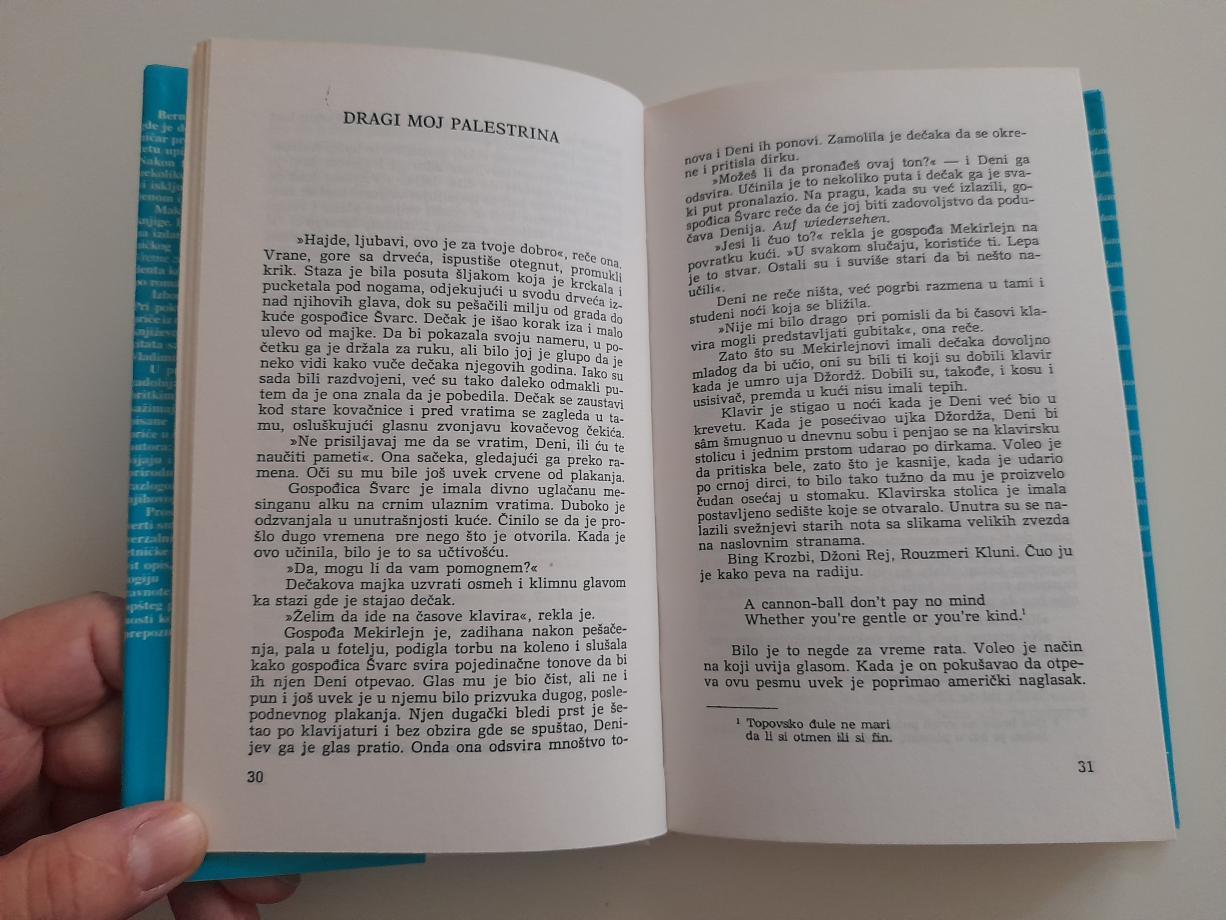 DRAGI MOJ PALESTRINA
»Hajde, ljubavi, ovo je za tvoje dobro«, reče ona.
Vrane, gore sa drveća, ispustiše otegnut, promukli
krik. Staza je bila posuta šljakom koja je krckala i
pucketala pod nogama, odjekujući u svodu drveća iz-
nad njihovih glava, dok su pešačili milju od grada do
kuće gospođice Švarc. Dečak je išao korak iza i malo
ulevo od majke. Da bi pokazala svoju nameru, u po-
četku ga je držala za ruku, ali bilo joj je glupo da je
neko vidi kako vuče dečaka njegovih godina. Iako su
sada bili razdvojeni, već su tako daleko odmakli pu-
tem da je ona znala da je pobedila. Dečak se zaustavi
kod stare kovačnice i pred vratima se zagleda u ta-
mu, osluškujući glasnu zvonjavu kovačevog čekića.
»Ne prisiljavaj me da se vratim, Deni, ili ću te
naučiti pameti«. Ona sačeka, gledajući ga preko ra-
mena. Oči su mu bile još uvek crvene od plakanja.
Gospođica Švarc je imala divno uglačanu me-
singanu alku na crnim ulaznim vratima. Duboko je
odzvanjala u unutrašnjosti kuće. Činilo se da je pro-
šlo dugo vremena pre nego što je otvorila. Kada je
ovo učinila, bilo je to sa učtivošću.
»Da, mogu li da vam pomognem?«
Dečakova majka uzvrati osmeh i klimnu glavom
ka stazi gde je stajao dečak.
»Želim da ide na časove klavira«, rekla je.
Gospođa Mekirlejn je, zadihana nakon pešače-
nja, pala u fotelju, podigla torbu na koleno i slušala
kako gospođica Švarc svira pojedinačne tonove da bi
ih njen Deni otpevao. Glas mu je bio čist, ali ne i
pun i još uvek je u njemu bilo prizvuka dugog, posle-
podnevnog plakanja. Njen dugački bledi prst je še-
tao po klavijaturi i bez obzira gde se spuštao, Deni-
jev ga je glas pratio. Onda ona odsvira mnoštvo to-
30
nova i Deni ih ponovi. Zamolila je dečaka da se okre-
ne i pritisla dirku.
»Možeš li da pronađeš ovaj ton?« — i Deni ga
odsvira. Učinila je to nekoliko puta i dečak ga je sva-
ki put pronalazio. Na pragu, kada su već izlazili, go-
spođica Švarc reče da će joj biti zadovoljstvo da podu-
čava Denija. Auf wiedersehen.
»Jesi li čuo to?« rekla je gospođa Mekirlejn na
povratku kući. »U svakom slučaju, koristiće ti. Lepa
je to stvar. Ostali su i suviše stari da bi nešto na-
učili«.
Deni ne reče ništa, već pogrbi ramena u tami i
studeni noći koja se bližila.
»Nije mi bilo drago pri pomisli da bi časovi kla-
vira mogli predstavljati gubitak«, ona reče.
Zato što su Mekirlejnovi imali dečaka dovoljno
mladog da bi učio, oni su bili ti koji su dobili klavir
kada je umro uja Džordž. Dobili su, takođe, i kosu i
usisivač, premda u kući nisu imali tepih.
Klavir je stigao u noći kada je Deni već bio u
krevetu. Kada je posećivao ujka Džordža, Deni bi
sâm šmugnuo u dnevnu sobu i penjao se na klavirsku
stolicu i jednim prstom udarao po dirkama. Voleo je
da pritiska bele, zato što je kasnije, kada je udario
po crnoj dirci, to bilo tako tužno da mu je proizvelo
čudan osećaj u stomaku. Klavirska stolica je imala
postavljeno sedište koje se otvaralo. Unutra su se na-
lazili svežnjevi starih nota sa slikama velikih zvezda
na naslovnim stranama.
Bing Krozbi, Džoni Rej, Rouzmeri Kluni. Čuo ju
je kako peva na radiju.
A cannon-ball don't pay no mind
Whether you're gentle or you're kind.¹
Bilo je to negde za vreme rata. Voleo je način
na koji uvija glasom. Kada je on pokušavao da otpe-
va ovu pesmu uvek je poprimao američki naglasak.
¹ Topovsko đule ne mari
da li si otmen ili si fin.
31